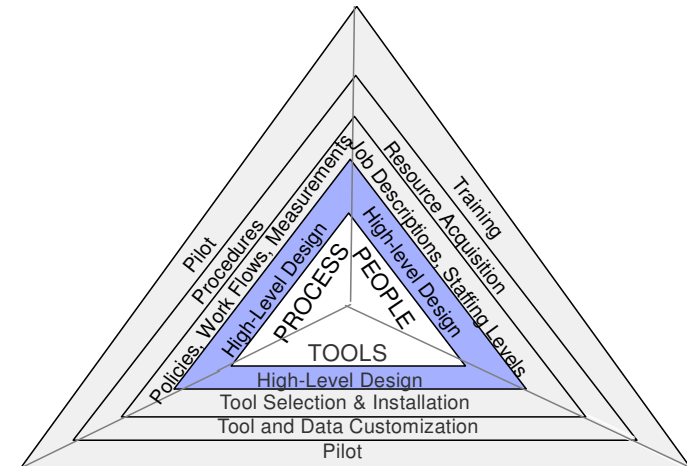 Pilot
Procedures
Policies, Work Flows, Measurements
High-Level Design
PROCESS
Training
Resource Acquisition
Job Descriptions, Staffing Levels
High-level Design
PEOPLE
TOOLS
High-Level Design
Tool Selection & Installation
Tool and Data Customization
Pilot